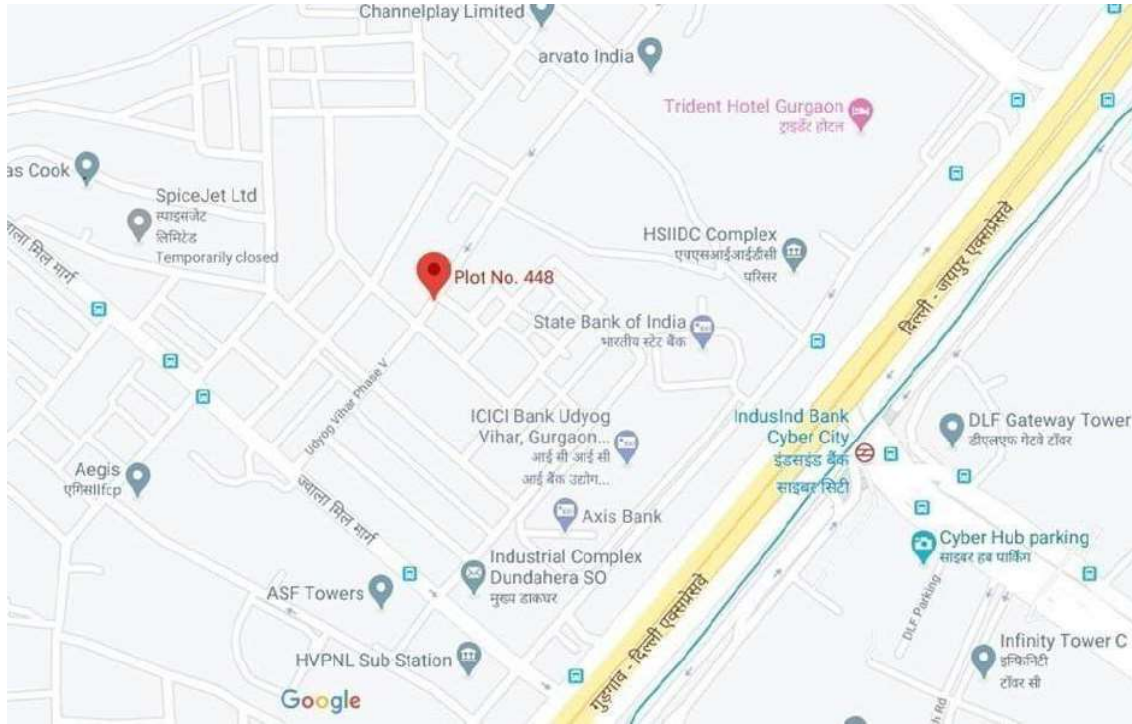 Channelplay Limited
arvato India
Trident Hotel Gurgaon
ट्राइडेंट होटल
as Cook
SpiceJet Ltd
स्पाइसजेट
लिमिटेड
Temporarily closed
HSIIDC Complex
एचएसआईआईडीसी
परिसर
ज्वाला मिल मार्ग
दिल्ली - जयपुर एक्सप्रेसवे
Plot No. 448
State Bank of India
भारतीय स्टेट बैंक
Udyog Vihar Phase V
ICICI Bank Udyog
Vihar, Gurgaon...
आई सी आई सी
आई बैंक उद्योग...
IndusInd Bank
Cyber City
इंडसइंड बैंक
साइबर सिटी
DLF Gateway Tower
डीएलएफ गेटवे टॉवर
Aegis
एगिसllfcp
ज्वाला मिल मार्ग
Axis Bank
Cyber Hub parking
साइबर हब पार्किंग
Industrial Complex
Dundahera SO
मुख्य डाकघर
ASF Towers
DLF Parking
गुड़गांव - दिल्ली एक्सप्रेसवे
HVPNL Sub Station
Infinity Tower C
इन्फिनिटी
टॉवर सी
Google
h Rd